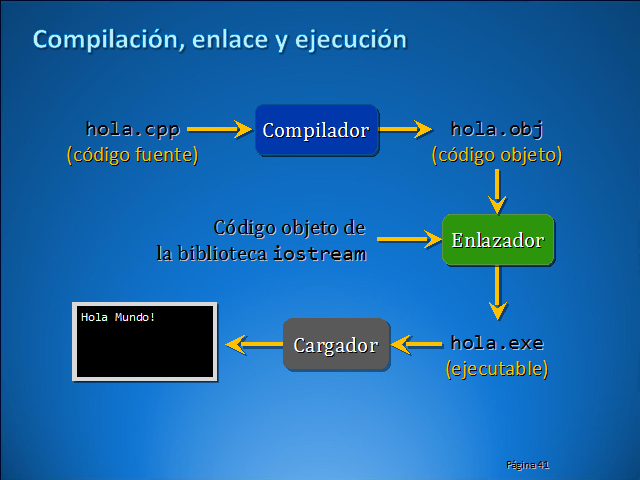 Compilación, enlace y ejecución
hola.cpp
(código fuente)
Compilador
hola.obj
(código objeto)
Código objeto de
la biblioteca iostream
Enlazador
Hola Mundo!
Cargador
hola.exe
(ejecutable)
Página 41